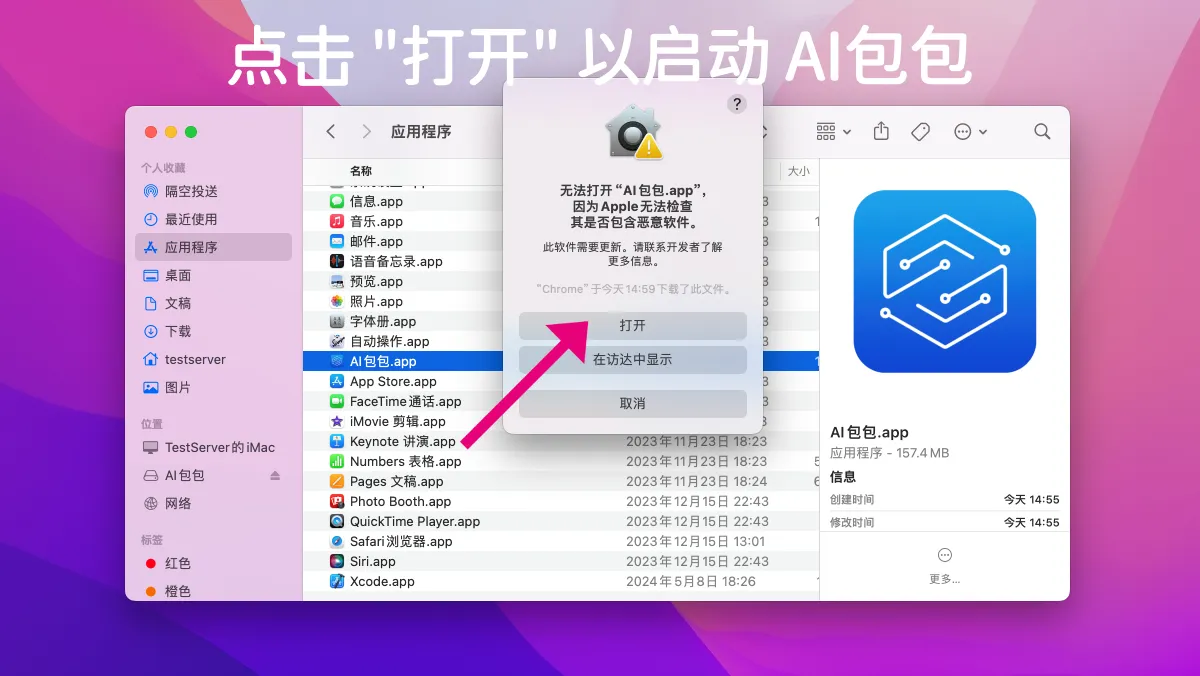 点击 "打开" 以启动 AI包包
应用程序
个人收藏
隔空投送
最近使用
应用程序
桌面
文稿
下载
testserver
图片
位置
TestServer的iMac
AI包包
网络
标签
红色
橙色
名称
大小
信息.app
音乐.app
邮件.app
语音备忘录.app
预览.app
照片.app
字体册.app
自动操作.app
AI包包.app
App Store.app
FaceTime通话.app
iMovie 剪辑.app
Keynote 讲演.app 2023年11月23日 18:23
Numbers 表格.app 2023年11月23日 18:23
Pages 文稿.app 2023年11月23日 18:24
Photo Booth.app 2023年12月15日 22:43
QuickTime Player.app 2023年12月15日 22:43
Safari浏览器.app 2023年12月15日 13:01
Siri.app 2023年12月15日 22:43
Xcode.app 2024年5月8日 18:26
?
无法打开“AI包包.app”,
因为Apple无法检查
其是否包含恶意软件。
此软件需要更新。请联系开发者了解
更多信息。
“Chrome”于今天14:59下载了此文件。
打开
在访达中显示
取消
AI包包.app
应用程序 - 157.4 MB
信息
创建时间 今天 14:55
修改时间 今天 14:55
更多...